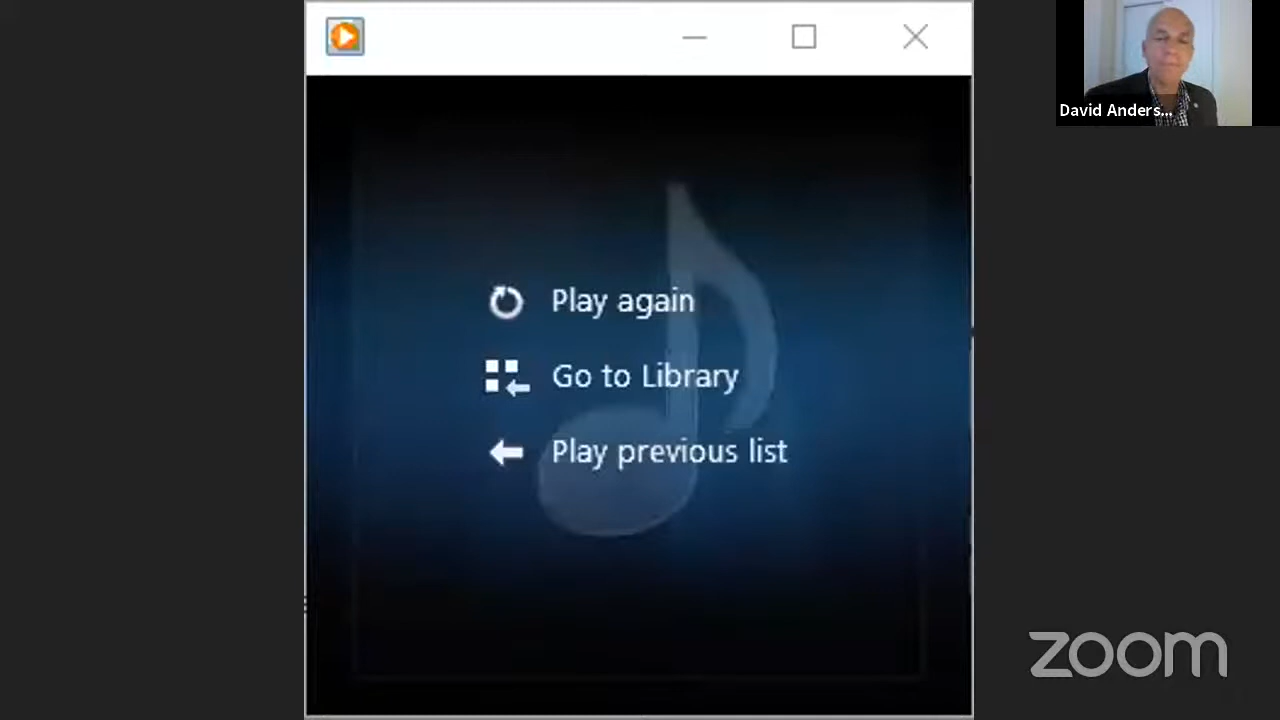 David Anders...
Play again
Go to Library
Play previous list
zoom